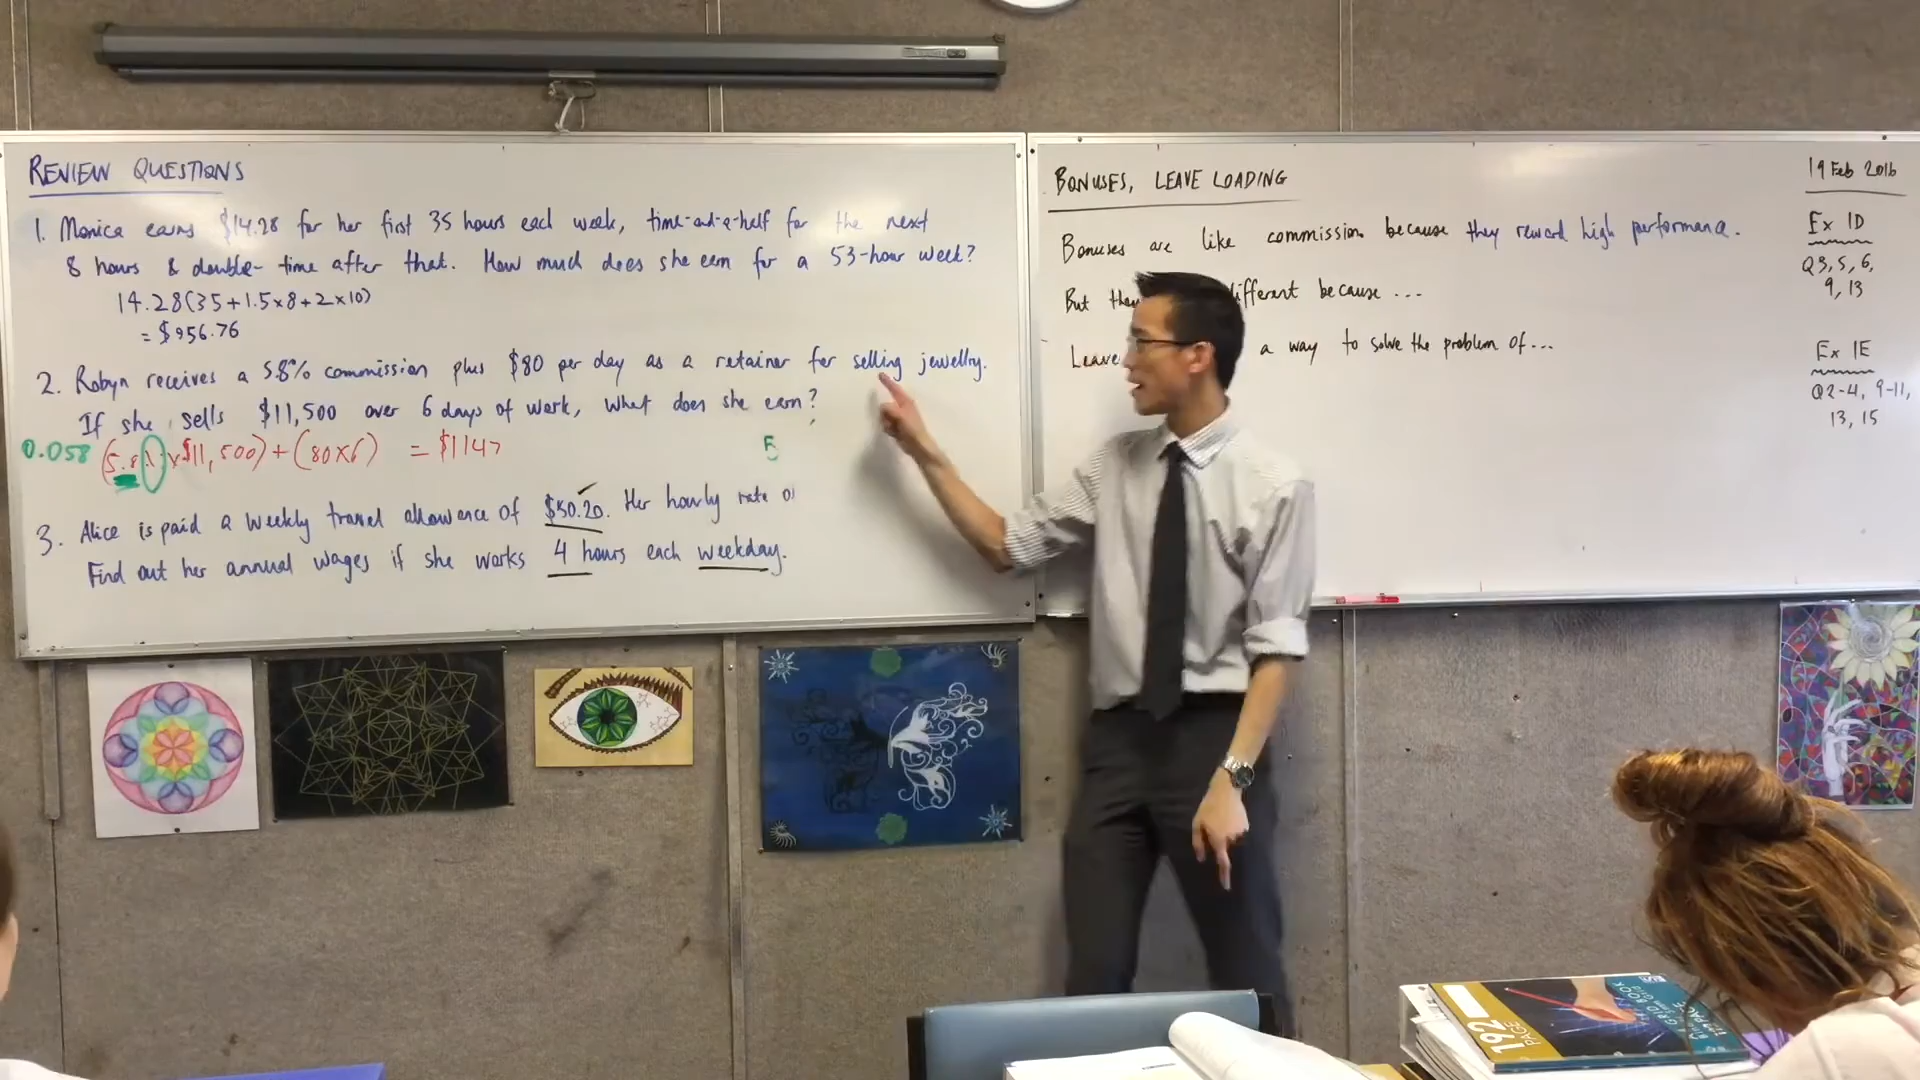 REVIEW QUESTIONS
1. Monica earns $14.28 for her first 35 hours each week, time-and-a-half for the next
8 hours & double-time after that. How much does she earn for a 53-hour week?
14.28(35+1.5×8+2×10)
= $956.76
2. Robyn receives a 5.8% commission plus $80 per day as a retainer for selling jewellry.
If she sells $11,500 over 6 days of work, what does she earn?
0.058 (5.8% × $11,500) + (80×6) = $1147
5
3. Alice is paid a weekly travel allowance of $50.20. Her hourly rate
Find out her annual wages if she works 4 hours each weekday.
BONUSES, LEAVE LOADING
Bonuses are like commission because they reward high performance.
But different because ...
Leave a way to solve the problem of...
19 Feb 2016
Ex 1D
Q3, 5, 6,
9, 13
Ex 1E
Q2-4, 9-11,
13, 15
192
PAGE
GRID BOOK